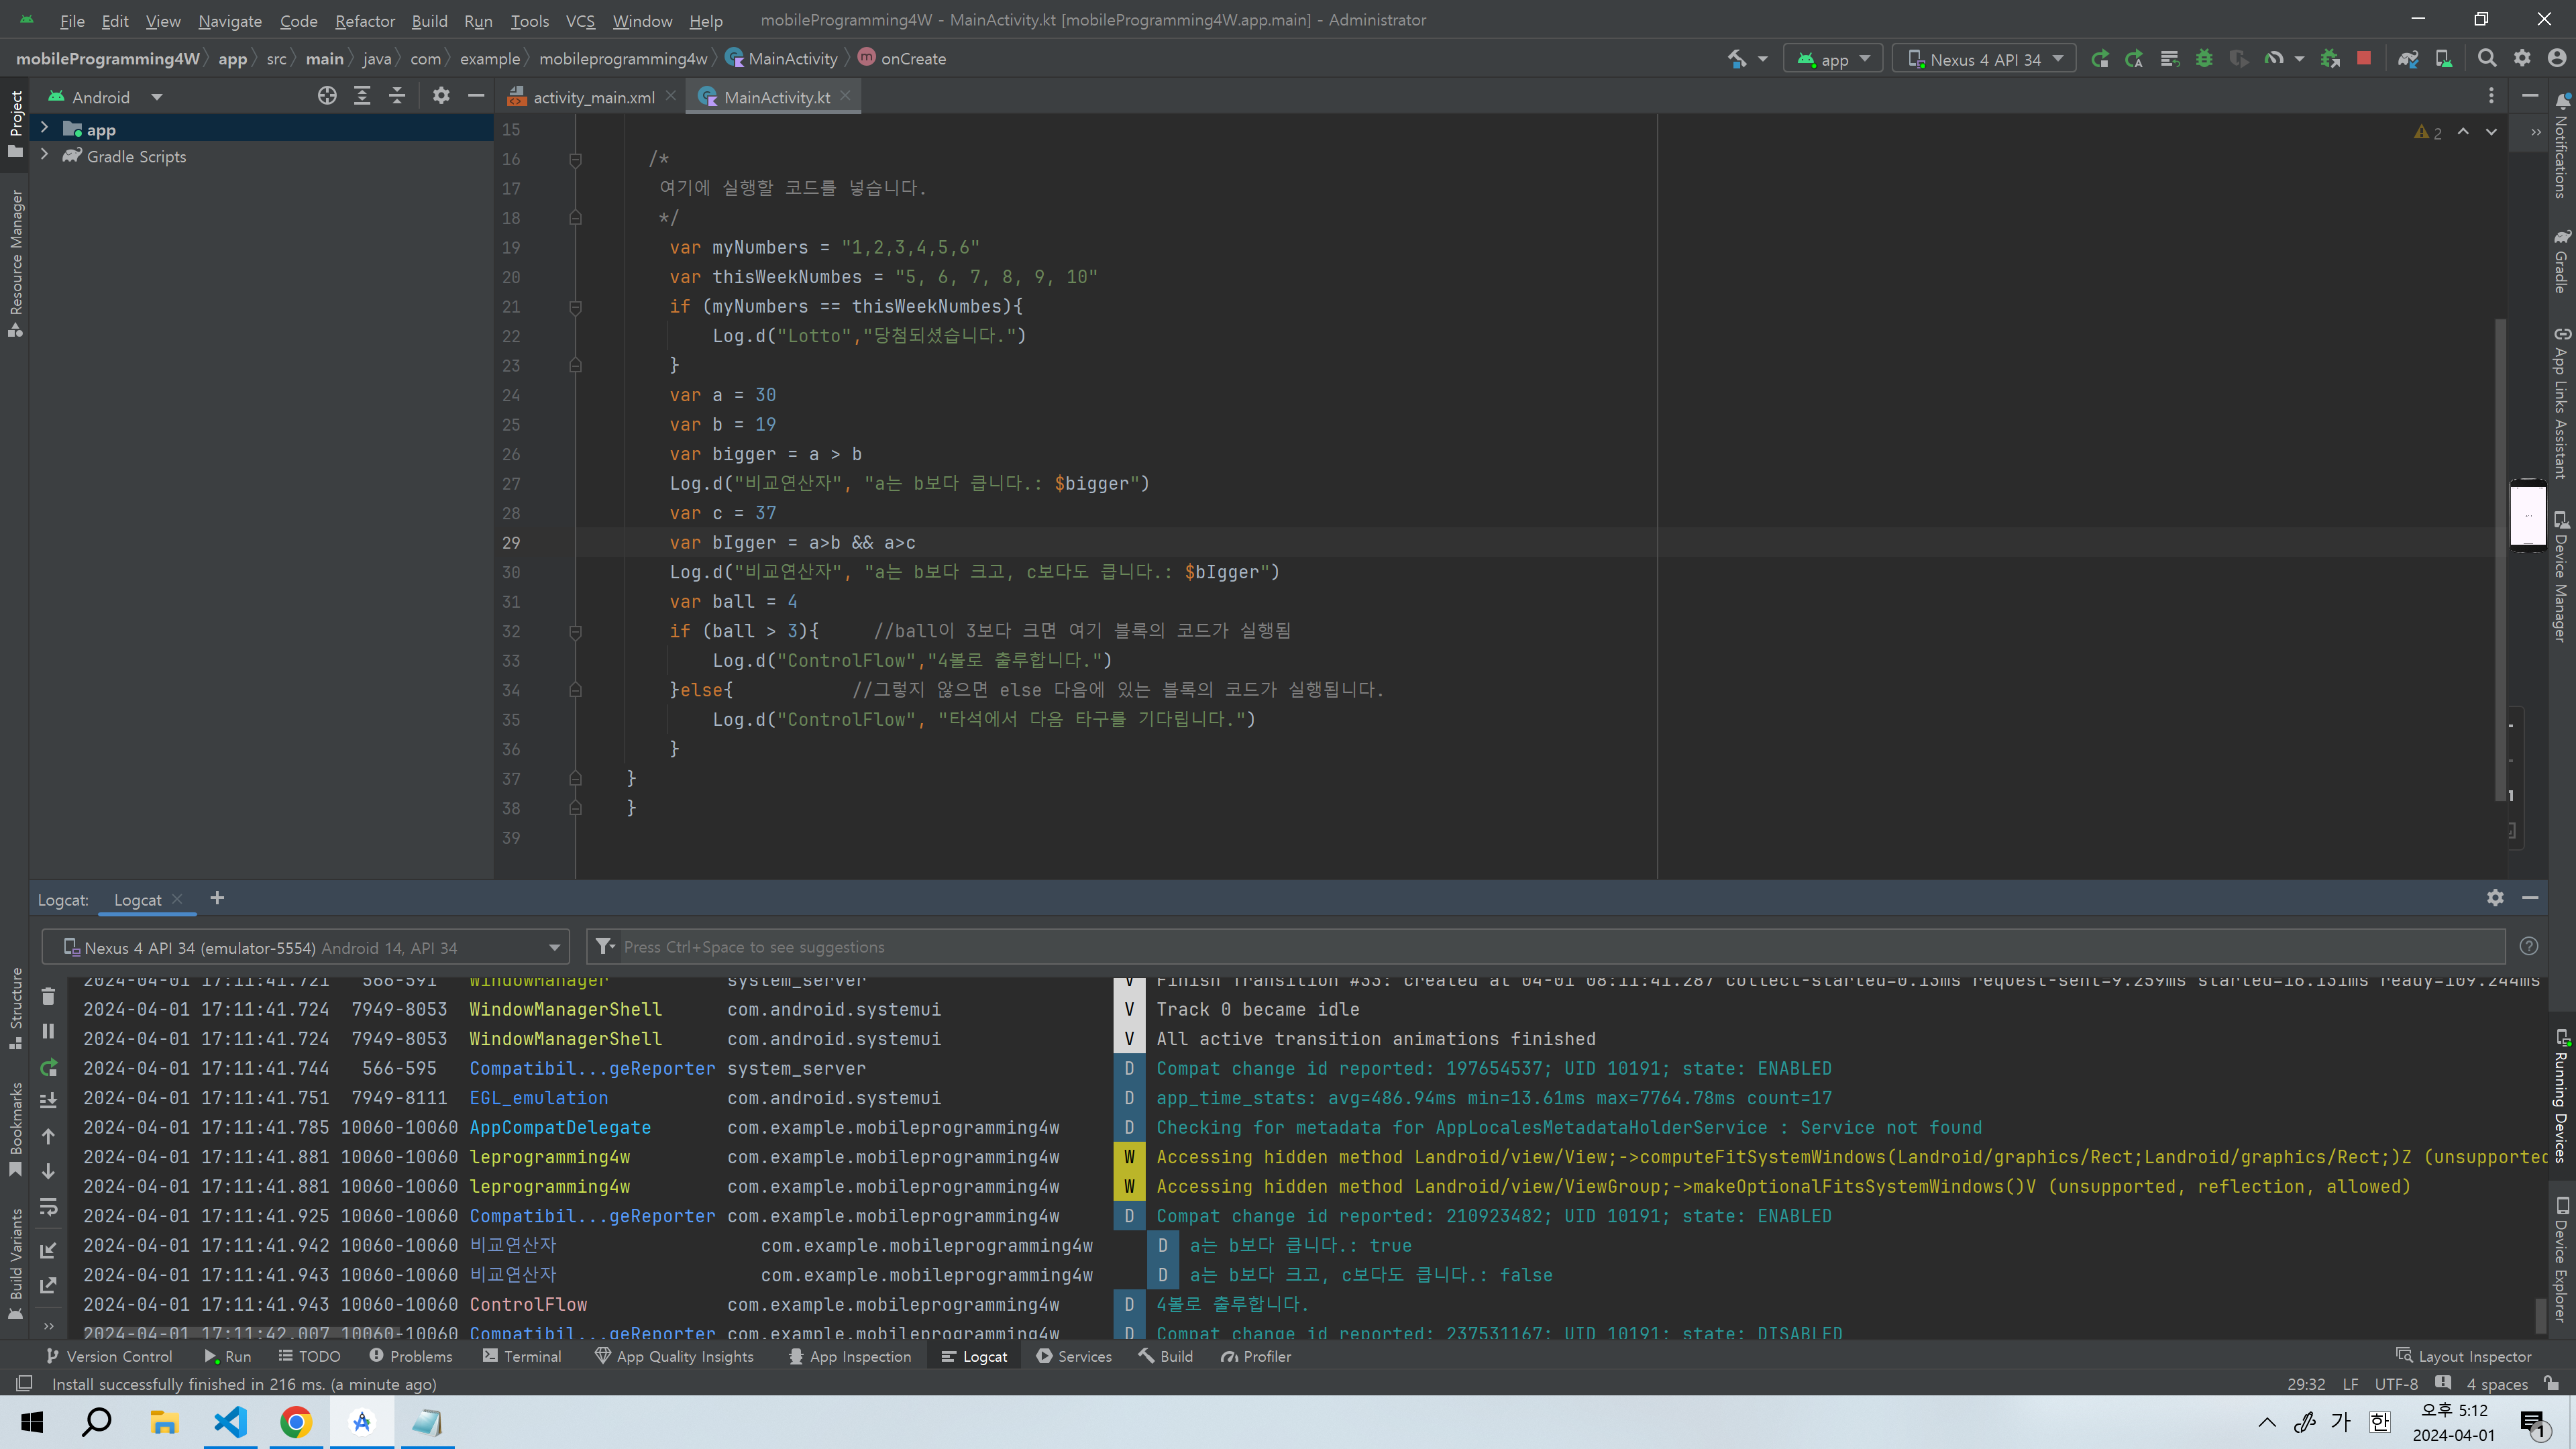 File Edit View Navigate Code Refactor Build Run Tools VCS Window Help mobileProgramming4W - MainActivity.kt [mobileProgramming4W.app.main] - Administrator
mobileProgramming4W app src main java com example mobileprogramming4w MainActivity onCreate app Nexus 4 API 34
Android activity_main.xml MainActivity.kt
Project
Resource Manager
Structure
Bookmarks
Build Variants
app
Gradle Scripts
2
15
16 /*
17 여기에 실행할 코드를 넣습니다.
18 */
19 var myNumbers = "1,2,3,4,5,6"
20 var thisWeekNumbes = "5, 6, 7, 8, 9, 10"
21 if (myNumbers == thisWeekNumbes){
22 Log.d("Lotto","당첨되셨습니다.")
23 }
24 var a = 30
25 var b = 19
26 var bigger = a > b
27 Log.d("비교연산자", "a는 b보다 큽니다.: $bigger")
28 var c = 37
29 var bIgger = a>b && a>c
30 Log.d("비교연산자", "a는 b보다 크고, c보다도 큽니다.: $bIgger")
31 var ball = 4
32 if (ball > 3){ //ball이 3보다 크면 여기 블록의 코드가 실행됨
33 Log.d("ControlFlow","4볼로 출루합니다.")
34 }else{ //그렇지 않으면 else 다음에 있는 블록의 코드가 실행됩니다.
35 Log.d("ControlFlow", "타석에서 다음 타구를 기다립니다.")
36 }
37 }
38 }
39
Notifications
Gradle
App Links Assistant
Device Manager
Running Devices
Device Explorer
Logcat: Logcat
Nexus 4 API 34 (emulator-5554) Android 14, API 34 Press Ctrl+Space to see suggestions
2024-04-01 17:11:41.721 566-591 WindowManager system_server V Finish Transition #33: created at 04-01 08:11:41.287 collect-started=0.13ms request-sent=9.259ms started=16.131ms ready=109.244ms
2024-04-01 17:11:41.724 7949-8053 WindowManagerShell com.android.systemui V Track 0 became idle
2024-04-01 17:11:41.724 7949-8053 WindowManagerShell com.android.systemui V All active transition animations finished
2024-04-01 17:11:41.744 566-595 Compatibil...geReporter system_server D Compat change id reported: 197654537; UID 10191; state: ENABLED
2024-04-01 17:11:41.751 7949-8111 EGL_emulation com.android.systemui D app_time_stats: avg=486.94ms min=13.61ms max=7764.78ms count=17
2024-04-01 17:11:41.785 10060-10060 AppCompatDelegate com.example.mobileprogramming4w D Checking for metadata for AppLocalesMetadataHolderService : Service not found
2024-04-01 17:11:41.881 10060-10060 leprogramming4w com.example.mobileprogramming4w W Accessing hidden method Landroid/view/View;->computeFitSystemWindows(Landroid/graphics/Rect;Landroid/graphics/Rect;)Z (unsupported
2024-04-01 17:11:41.881 10060-10060 leprogramming4w com.example.mobileprogramming4w W Accessing hidden method Landroid/view/ViewGroup;->makeOptionalFitsSystemWindows()V (unsupported, reflection, allowed)
2024-04-01 17:11:41.925 10060-10060 Compatibil...geReporter com.example.mobileprogramming4w D Compat change id reported: 210923482; UID 10191; state: ENABLED
2024-04-01 17:11:41.942 10060-10060 비교연산자 com.example.mobileprogramming4w D a는 b보다 큽니다.: true
2024-04-01 17:11:41.943 10060-10060 비교연산자 com.example.mobileprogramming4w D a는 b보다 크고, c보다도 큽니다.: false
2024-04-01 17:11:41.943 10060-10060 ControlFlow com.example.mobileprogramming4w D 4볼로 출루합니다.
2024-04-01 17:11:42.007 10060-10060 Compatibil...geReporter com.example.mobileprogramming4w D Compat change id reported: 237531167; UID 10191; state: DISABLED
Version Control Run TODO Problems Terminal App Quality Insights App Inspection Logcat Services Build Profiler Layout Inspector
Install successfully finished in 216 ms. (a minute ago) 29:32 LF UTF-8 4 spaces
가 한 오후 5:12
2024-04-01
1